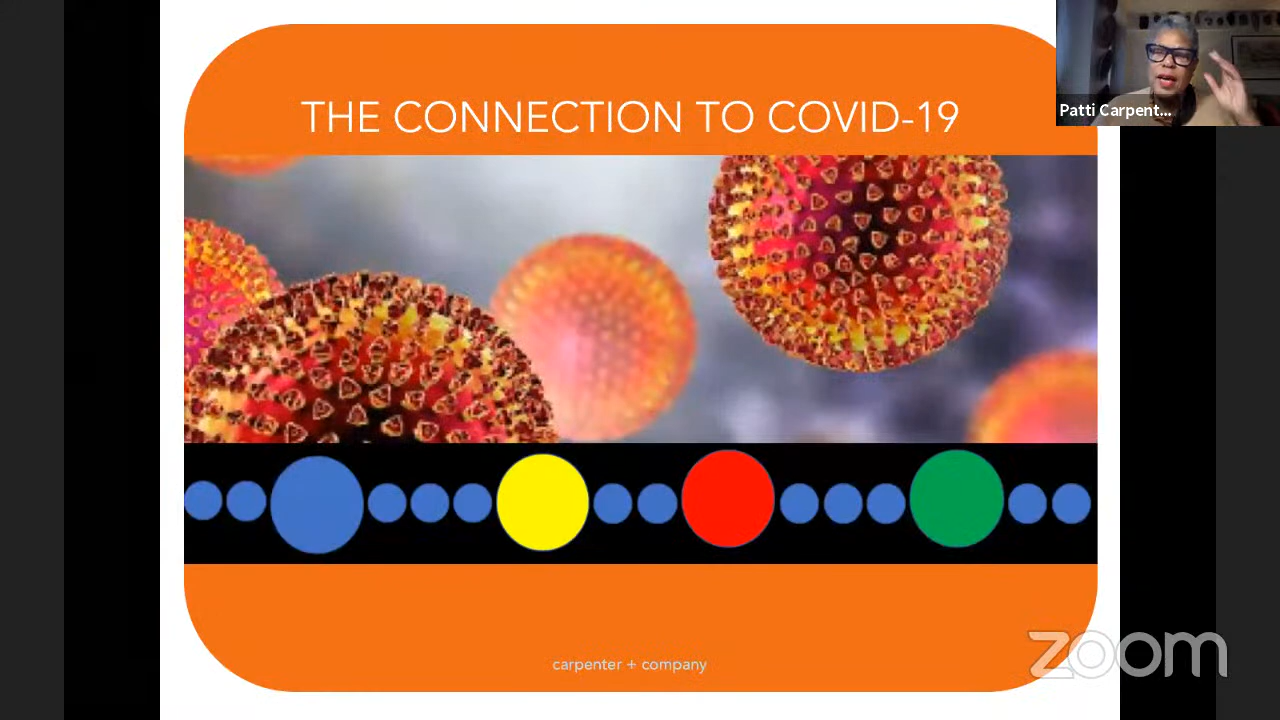 THE CONNECTION TO COVID-19
Patti Carpent...
carpenter + company
zoom